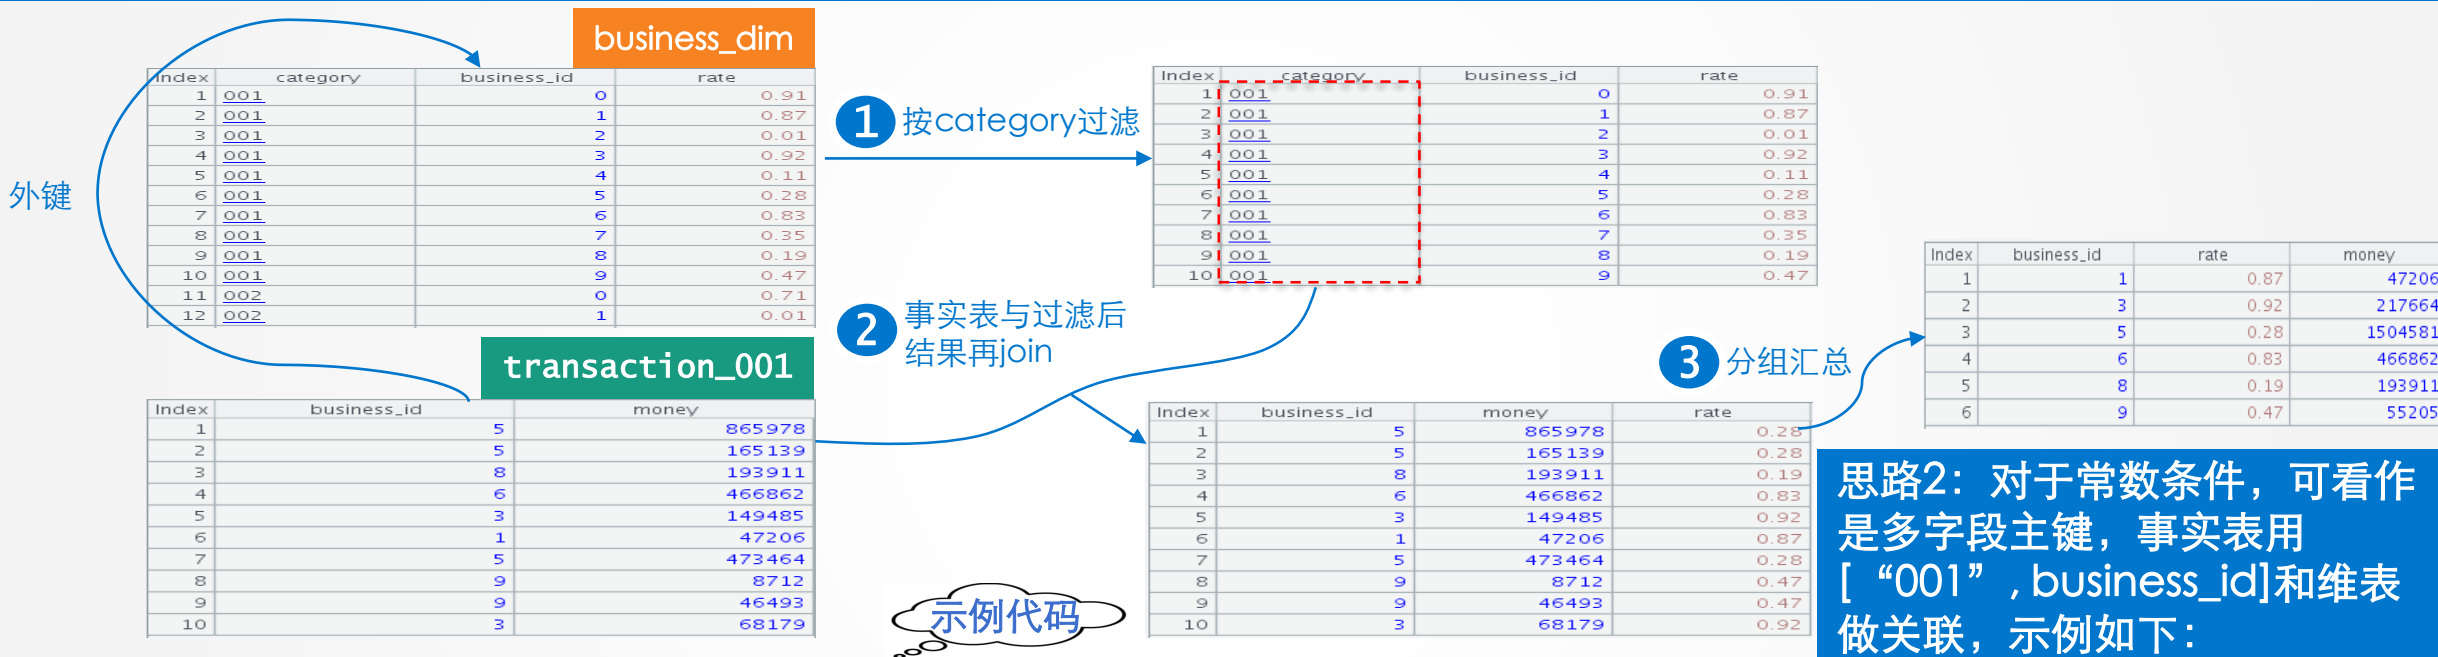 business_dim
Index category business_id rate
1 001 0 0.91
2 001 1 0.87
3 001 2 0.01
4 001 3 0.92
5 001 4 0.11
6 001 5 0.28
7 001 6 0.83
8 001 7 0.35
9 001 8 0.19
10 001 9 0.47
11 002 0 0.71
12 002 1 0.01
外键
transaction_001
Index business_id money
1 5 865978
2 5 165139
3 8 193911
4 6 466862
5 3 149485
6 1 47206
7 5 473464
8 9 8712
9 9 46493
10 3 68179
1 按category过滤
Index category business_id rate
1 001 0 0.91
2 001 1 0.87
3 001 2 0.01
4 001 3 0.92
5 001 4 0.11
6 001 5 0.28
7 001 6 0.83
8 001 7 0.35
9 001 8 0.19
10 001 9 0.47
2 事实表与过滤后
结果再join
Index business_id money rate
1 5 865978 0.28
2 5 165139 0.28
3 8 193911 0.19
4 6 466862 0.83
5 3 149485 0.92
6 1 47206 0.87
7 5 473464 0.28
8 9 8712 0.47
9 9 46493 0.47
10 3 68179 0.92
示例代码
3 分组汇总
Index business_id rate money
1 1 0.87 47206
2 3 0.92 217664
3 5 0.28 1504581
4 6 0.83 466862
5 8 0.19 193911
6 9 0.47 55205
思路2：对于常数条件，可看作
是多字段主键，事实表用
[“001”, business_id]和维表
做关联，示例如下：